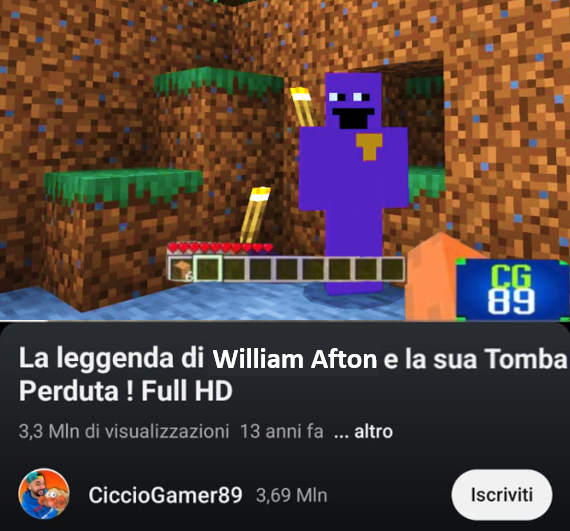 6
CG
89
La leggenda di William Afton e la sua Tomba
Perduta ! Full HD
3,3 Mln di visualizzazioni 13 anni fa ... altro
CiccioGamer89 3,69 Mln Iscriviti